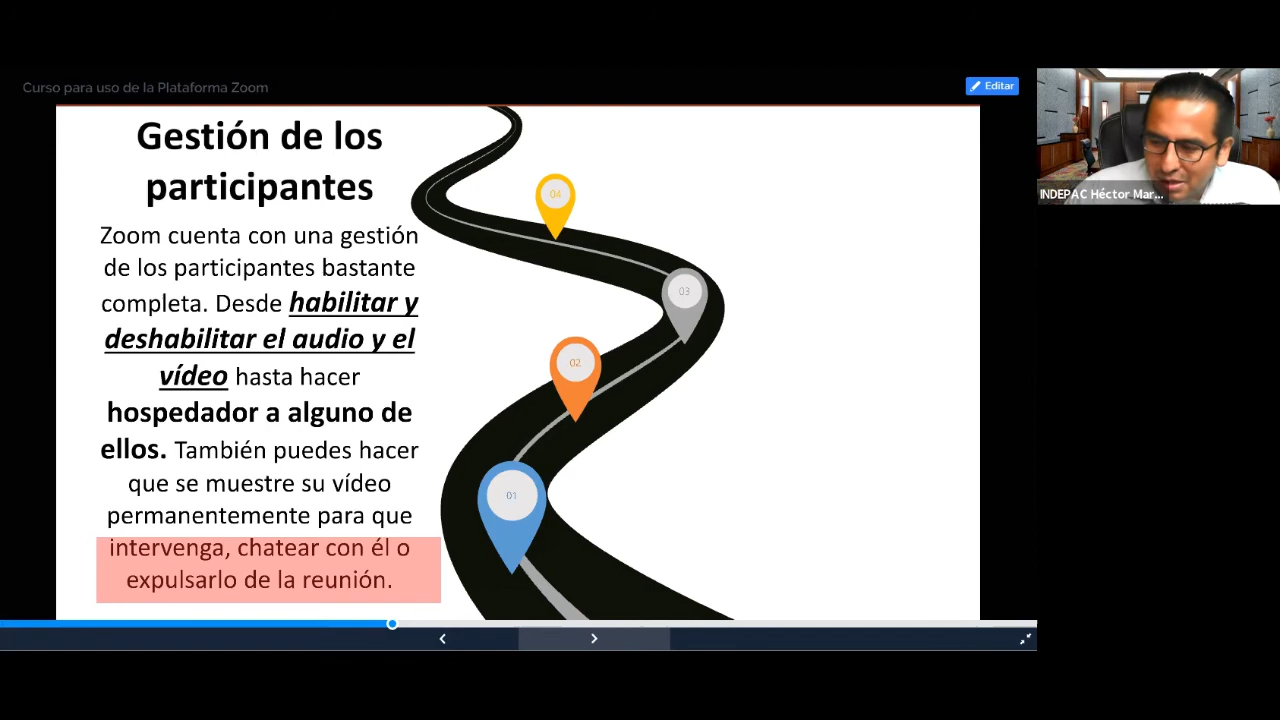 Curso para uso de la Plataforma Zoom
Editar
Gestión de los
participantes
Zoom cuenta con una gestión
de los participantes bastante
completa. Desde habilitar y
deshabilitar el audio y el
vídeo hasta hacer
hospedador a alguno de
ellos. También puedes hacer
que se muestre su vídeo
permanentemente para que
intervenga, chatear con él o
expulsarlo de la reunión.
04
03
02
01
INDEPAC Héctor Mar...